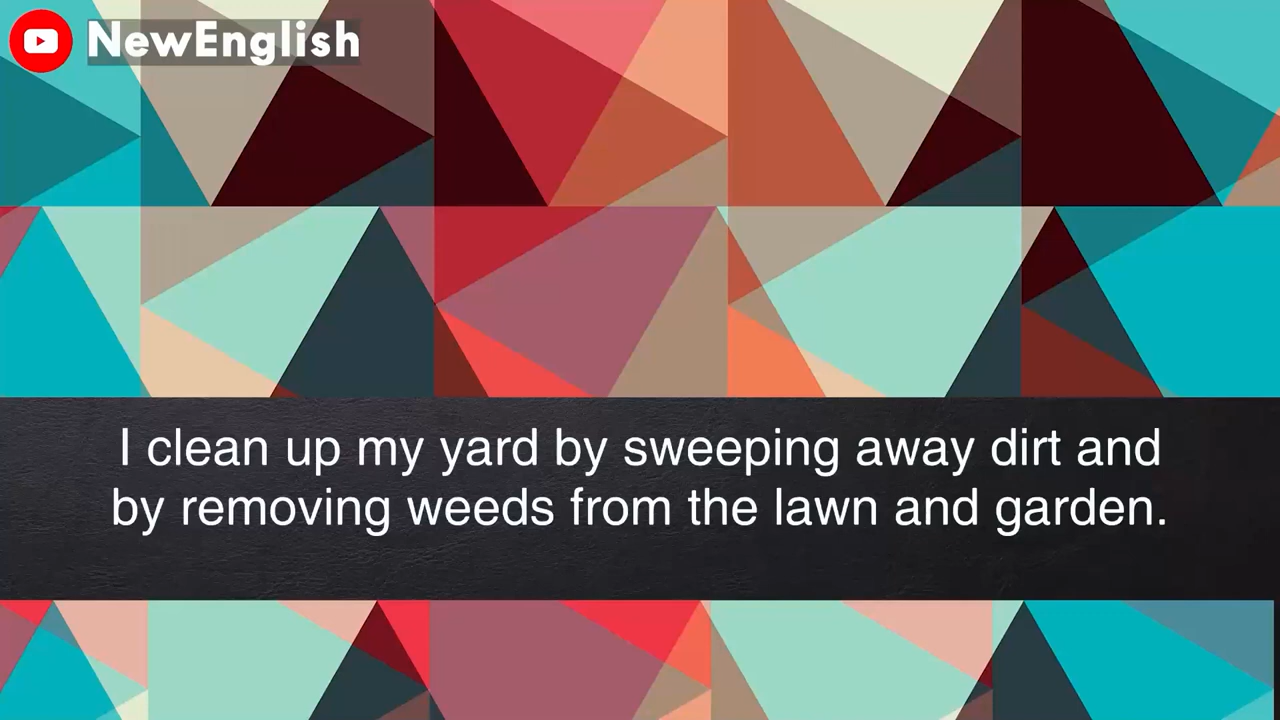 NewEnglish
I clean up my yard by sweeping away dirt and
by removing weeds from the lawn and garden.